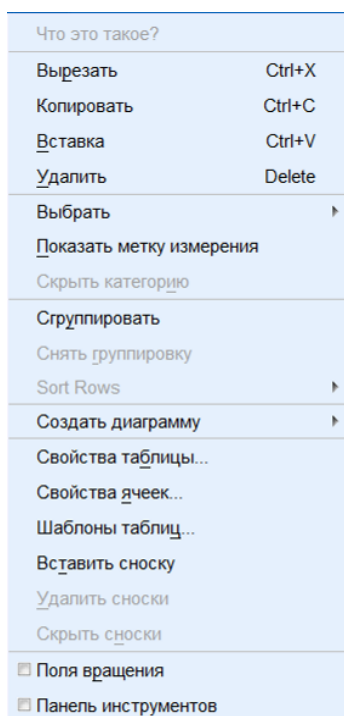 Что это такое?
Вырезать Ctrl+X
Копировать Ctrl+C
Вставка Ctrl+V
Удалить Delete
Выбрать
Показать метку измерения
Скрыть категорию
Сгруппировать
Снять группировку
Sort Rows
Создать диаграмму
Свойства таблицы...
Свойства ячеек...
Шаблоны таблиц...
Вставить сноску
Удалить сноски
Скрыть сноски
Поля вращения
Панель инструментов